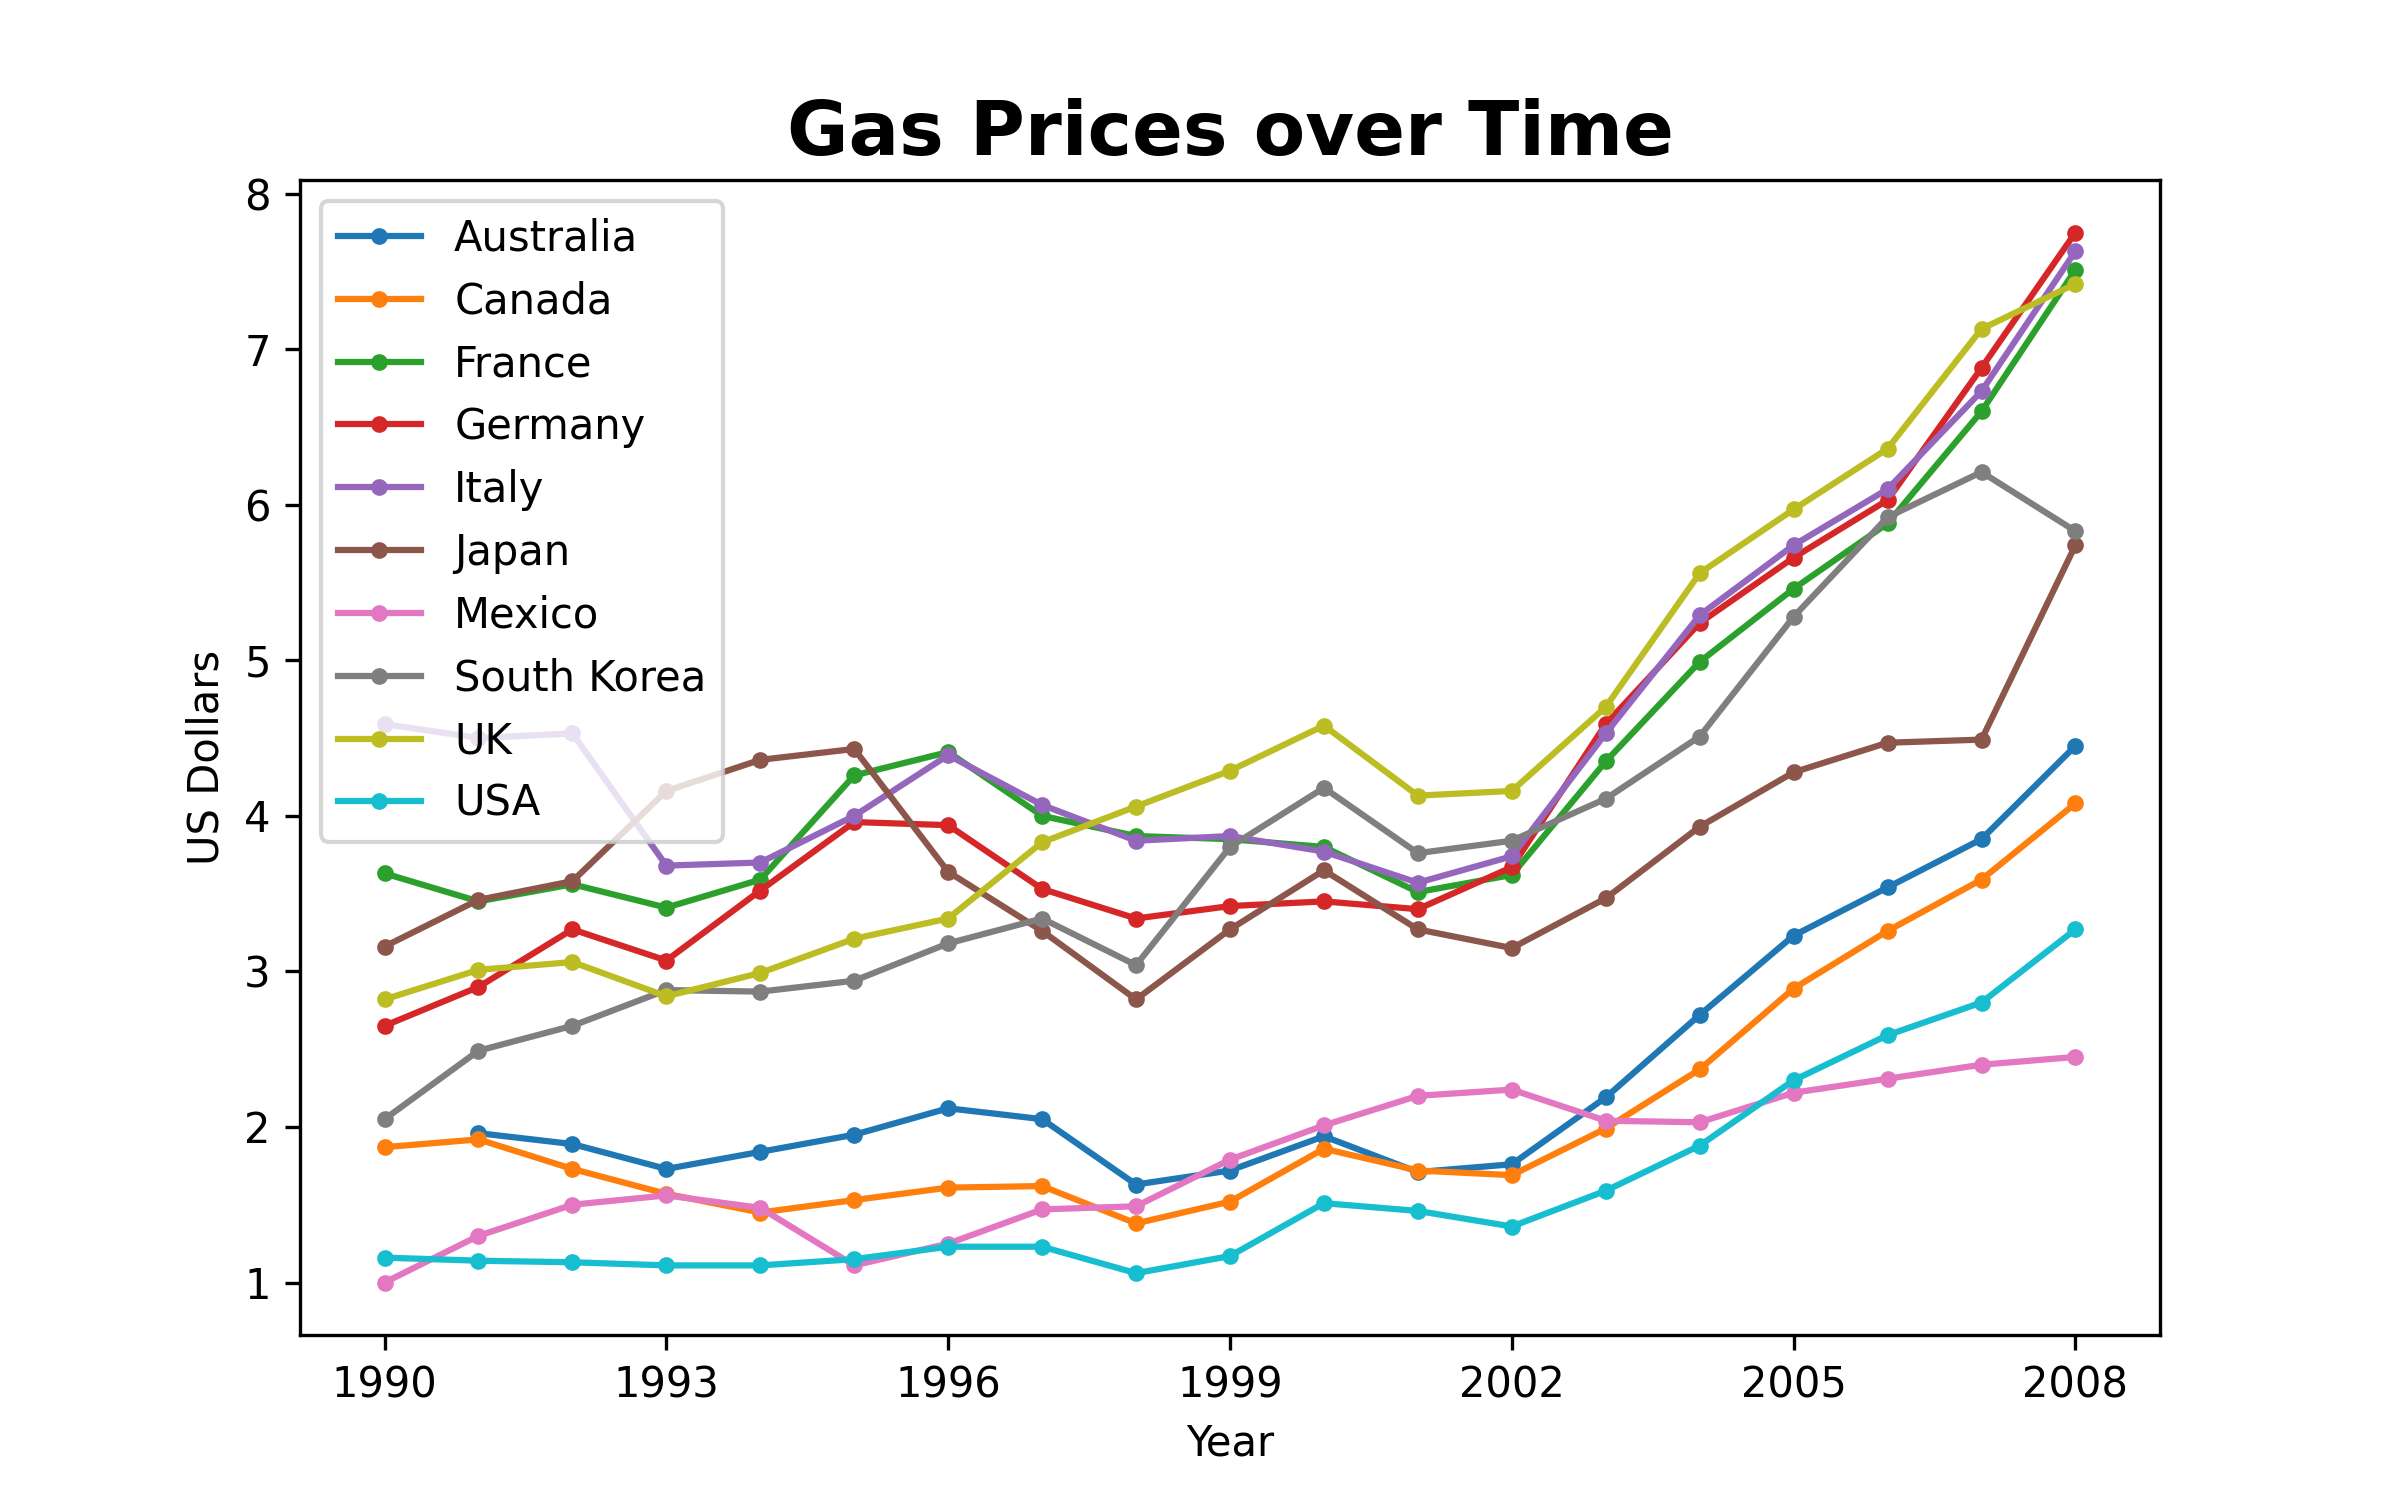 Gas Prices over Time
8
7
6
5
4
3
2
1
US Dollars
Australia
Canada
France
Germany
Italy
Japan
Mexico
South Korea
UK
USA
1990 1993 1996 1999 2002 2005 2008
Year